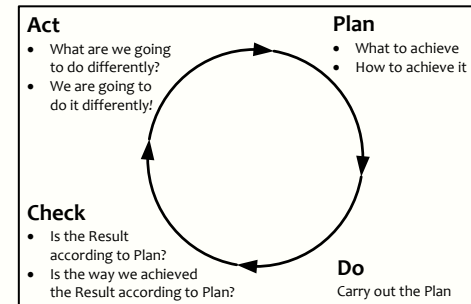 Act
• What are we going
to do differently?
• We are going to
do it differently!
Plan
• What to achieve
• How to achieve it
Check
• Is the Result
according to Plan?
• Is the way we achieved
the Result according to Plan?
Do
Carry out the Plan